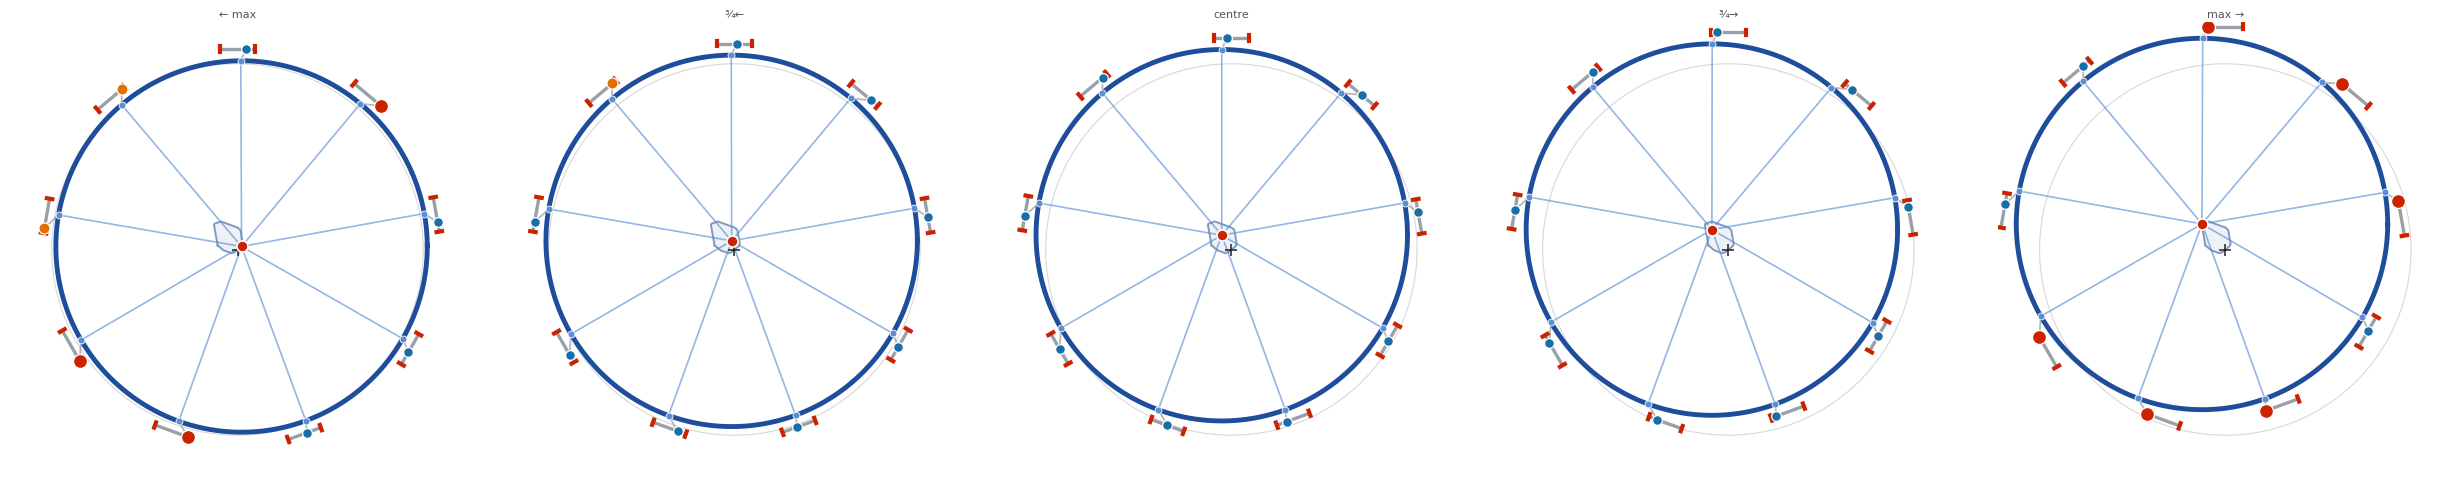 ← max
¾←
centre
¾→
max →